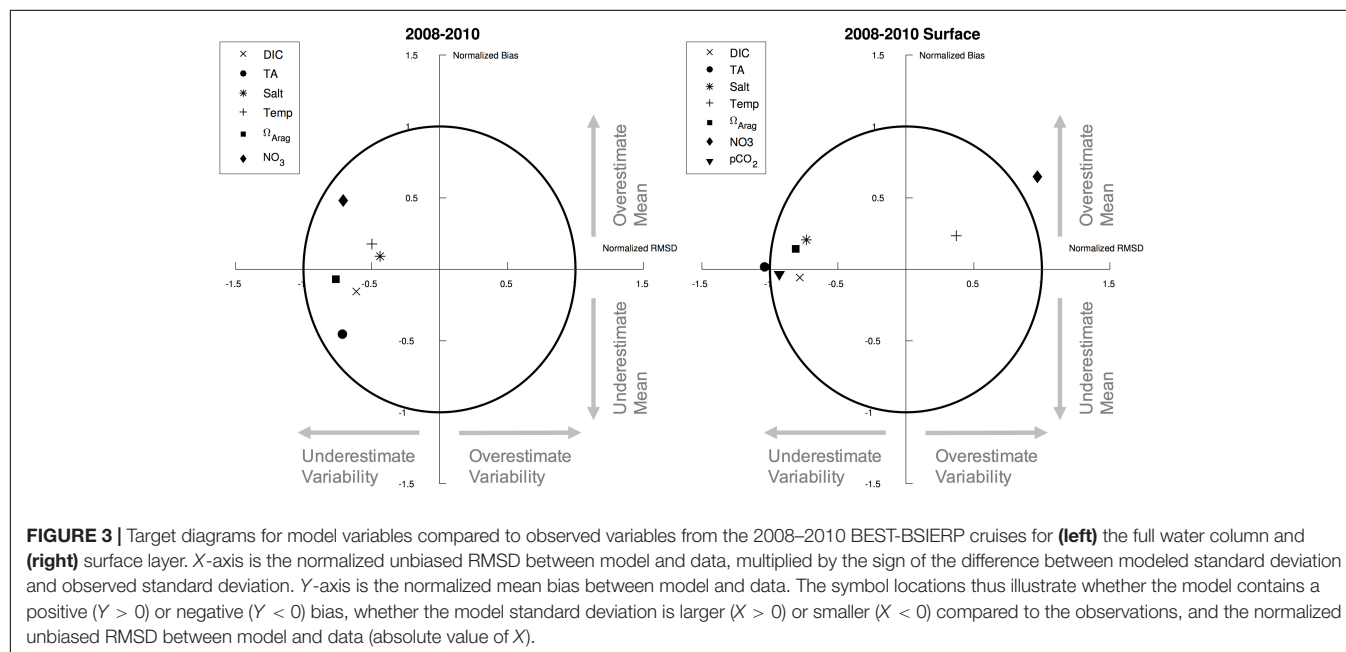 2008-2010
Normalized Bias
DIC
TA
Salt
Temp
ΩArag
NO3
1.5
1
0.5
-0.5
-1
-1.5
-1.5
-1
-0.5
0.5
1
1.5
Normalized RMSD
Overestimate
Mean
Underestimate
Mean
Underestimate
Variability
Overestimate
Variability
2008-2010 Surface
Normalized Bias
DIC
TA
Salt
Temp
ΩArag
NO3
pCO2
1.5
1
0.5
-0.5
-1
-1.5
-1.5
-1
-0.5
0.5
1
1.5
Normalized RMSD
Overestimate
Mean
Underestimate
Mean
Underestimate
Variability
Overestimate
Variability
FIGURE 3 | Target diagrams for model variables compared to observed variables from the 2008–2010 BEST-BSIERP cruises for (left) the full water column and
(right) surface layer. X-axis is the normalized unbiased RMSD between model and data, multiplied by the sign of the difference between modeled standard deviation
and observed standard deviation. Y-axis is the normalized mean bias between model and data. The symbol locations thus illustrate whether the model contains a
positive (Y > 0) or negative (Y < 0) bias, whether the model standard deviation is larger (X > 0) or smaller (X < 0) compared to the observations, and the normalized
unbiased RMSD between model and data (absolute value of X).